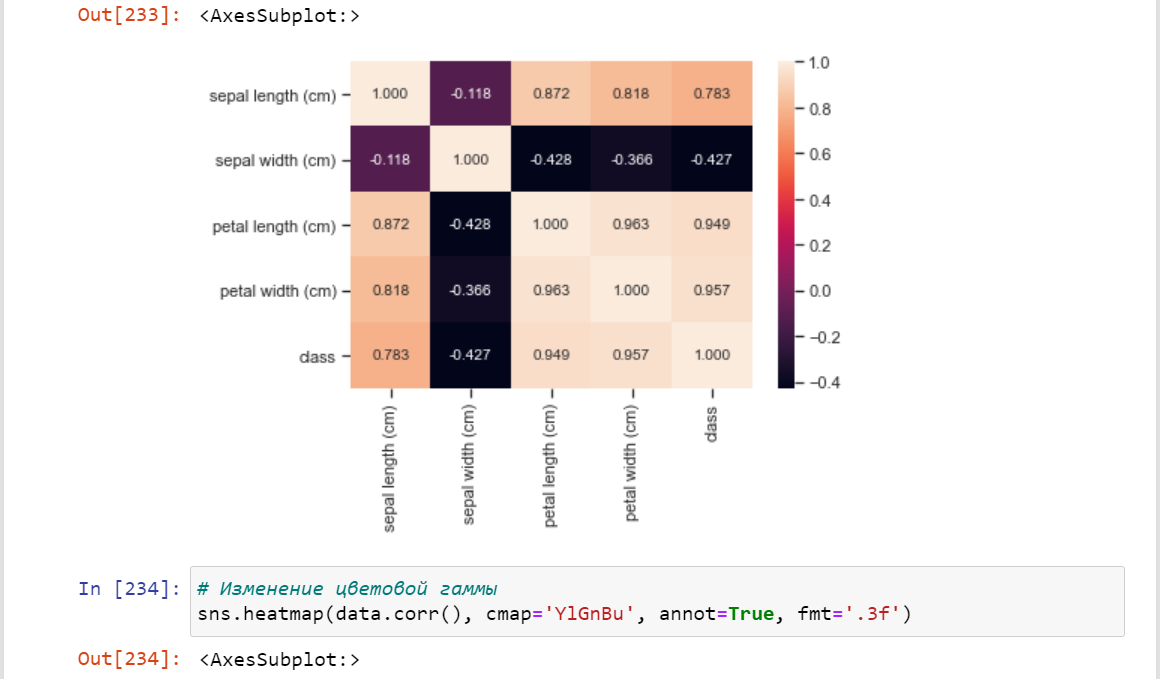 Out[233]: <AxesSubplot:>
1.0
sepal length (cm) 1.000 -0.118 0.872 0.818 0.783
0.8
sepal width (cm) -0.118 1.000 -0.428 -0.366 -0.427
0.6
0.4
petal length (cm) 0.872 -0.428 1.000 0.963 0.949
0.2
petal width (cm) 0.818 -0.366 0.963 1.000 0.957
0.0
−0.2
class 0.783 -0.427 0.949 0.957 1.000
−0.4
sepal length (cm)
sepal width (cm)
petal length (cm)
petal width (cm)
class
In [234]: # Изменение цветовой гаммы
sns.heatmap(data.corr(), cmap='YlGnBu', annot=True, fmt='.3f')
Out[234]: <AxesSubplot:>